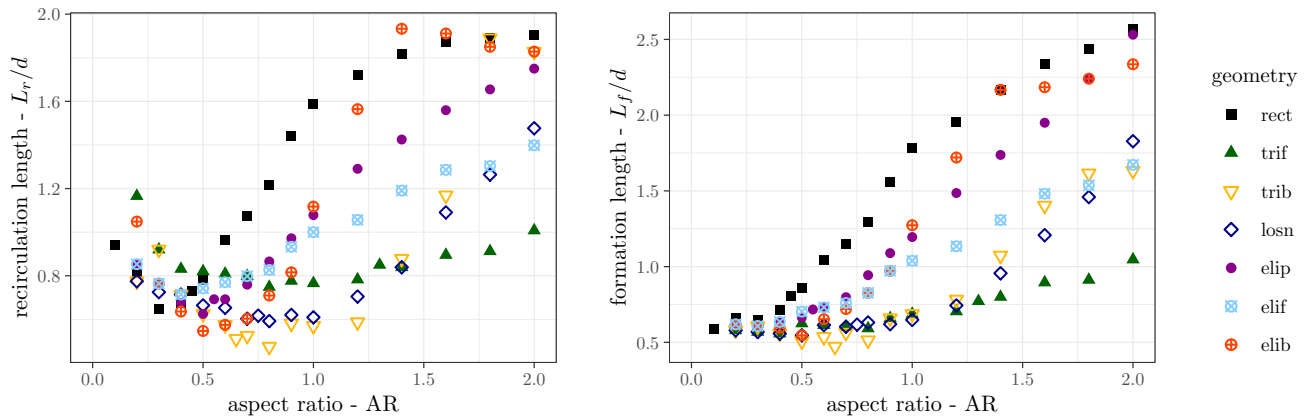 recirculation length - L_r/d
2.0
1.6
1.2
0.8
0.0 0.5 1.0 1.5 2.0
aspect ratio - AR
formation length - L_f/d
2.5
2.0
1.5
1.0
0.5
0.0 0.5 1.0 1.5 2.0
aspect ratio - AR
geometry
rect
trif
trib
losn
elip
elif
elib